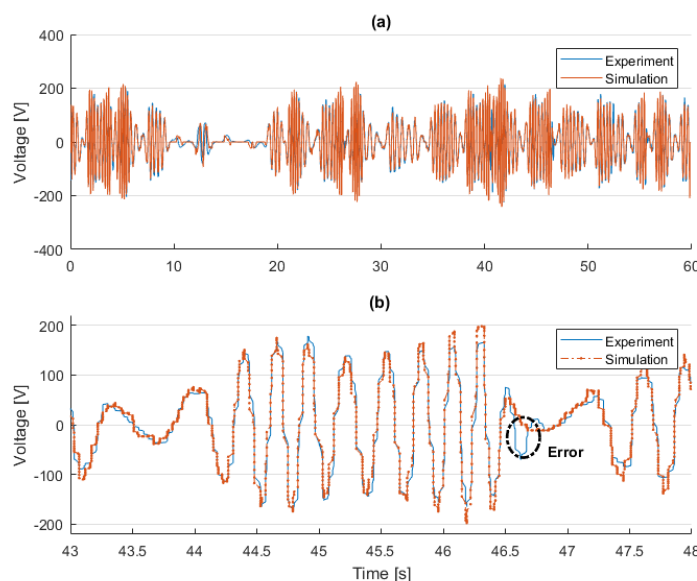 (a)
Voltage [V]
400
200
0
-200
-400
Experiment
Simulation
0
10
20
30
40
50
60
(b)
Voltage [V]
200
100
0
-100
-200
Experiment
Simulation
Error
43
43.5
44
44.5
45
45.5
46
46.5
47
47.5
48
Time [s]